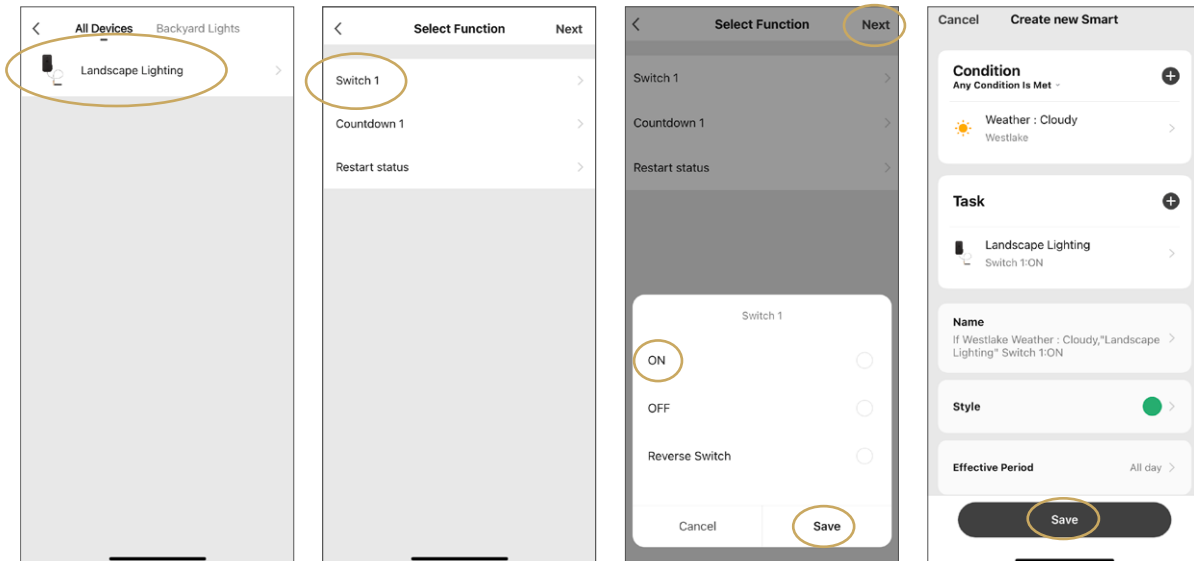 All Devices Backyard Lights
Landscape Lighting
Select Function Next
Switch 1
Countdown 1
Restart status
Select Function Next
Switch 1
Countdown 1
Restart status
Switch 1
ON
OFF
Reverse Switch
Cancel Save
Cancel Create new Smart
Condition
Any Condition Is Met
Weather : Cloudy
Westlake
Task
Landscape Lighting
Switch 1:ON
Name
If Westlake Weather : Cloudy,"Landscape
Lighting" Switch 1:ON
Style
Effective Period All day
Save